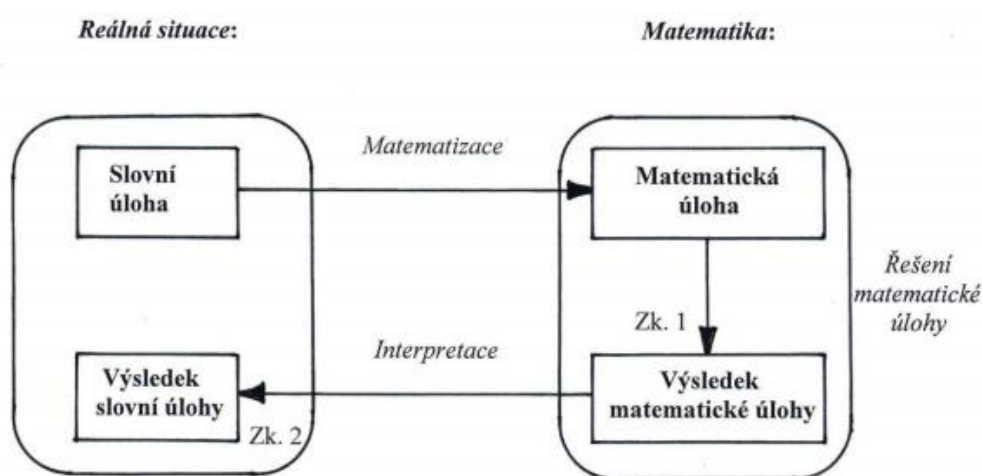 Reálná situace:
Matematika:
Matematizace
Slovní
úloha
Matematická
úloha
Řešení
matematické
úlohy
Zk. 1
Interpretace
Výsledek
slovní úlohy
Výsledek
matematické úlohy
Zk. 2